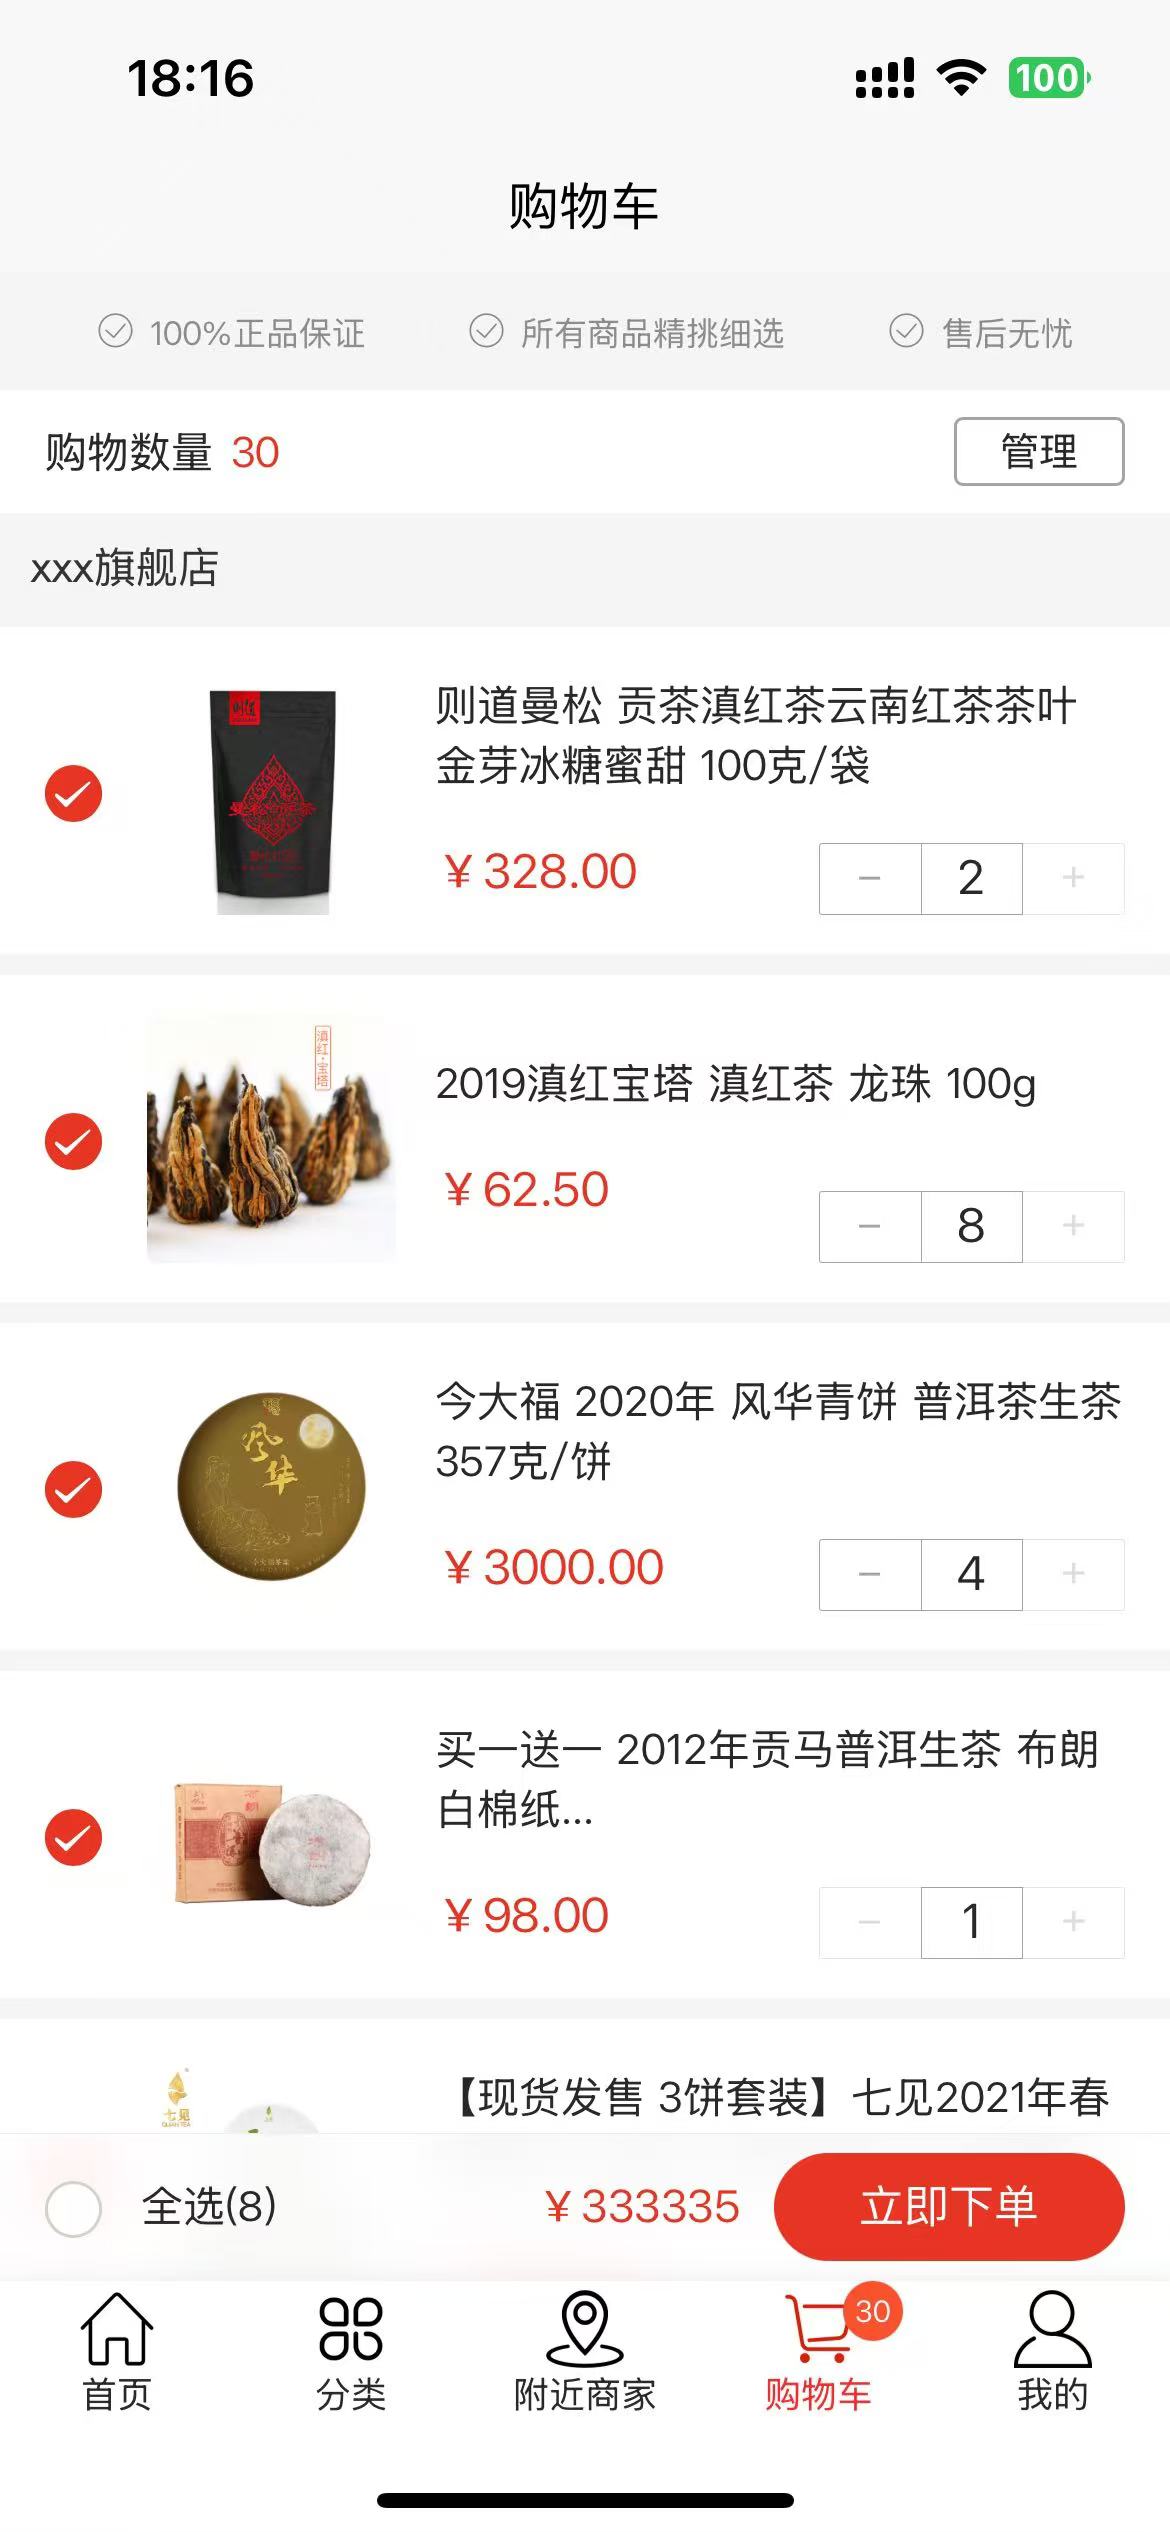 18:16
100
购物车
100%正品保证 所有商品精挑细选 售后无忧
购物数量 30
管理
xxx旗舰店
则道曼松 贡茶滇红茶云南红茶茶叶
金芽冰糖蜜甜 100克/袋
¥328.00
2
滇红·宝塔
2019滇红宝塔 滇红茶 龙珠 100g
¥62.50
8
风华
今大福 2020年 风华青饼 普洱茶生茶
357克/饼
¥3000.00
4
买一送一 2012年贡马普洱生茶 布朗
白棉纸...
¥98.00
1
七见
【现货发售 3饼套装】七见2021年春
全选(8)
¥333335
立即下单
30
首页
分类
附近商家
购物车
我的